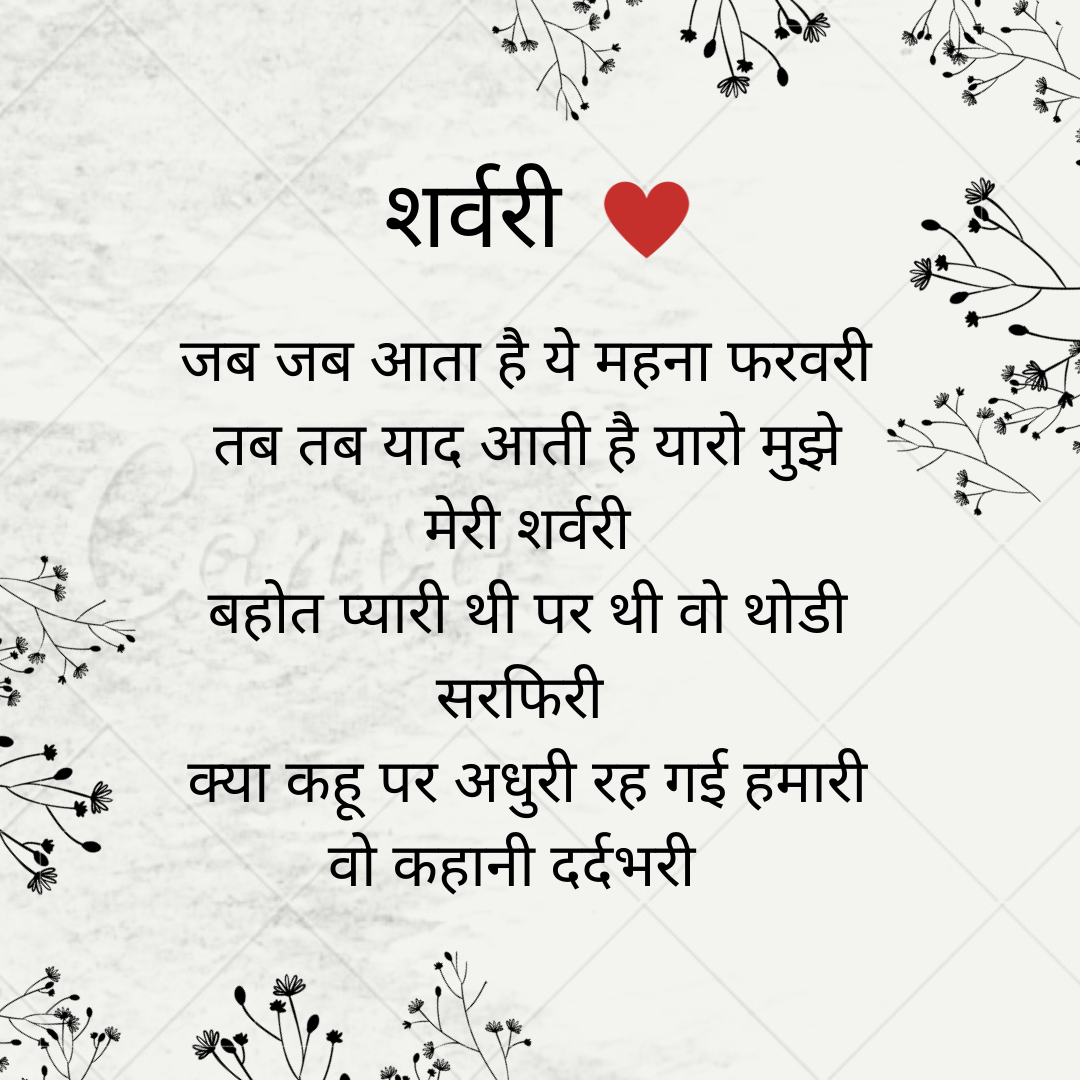 शर्वरी ❤
जब जब आता है ये महना फरवरी
तब तब याद आती है यारो मुझे
मेरी शर्वरी
बहोत प्यारी थी पर थी वो थोडी
सरफिरी
क्या कहू पर अधुरी रह गई हमारी
वो कहानी दर्दभरी
Canva